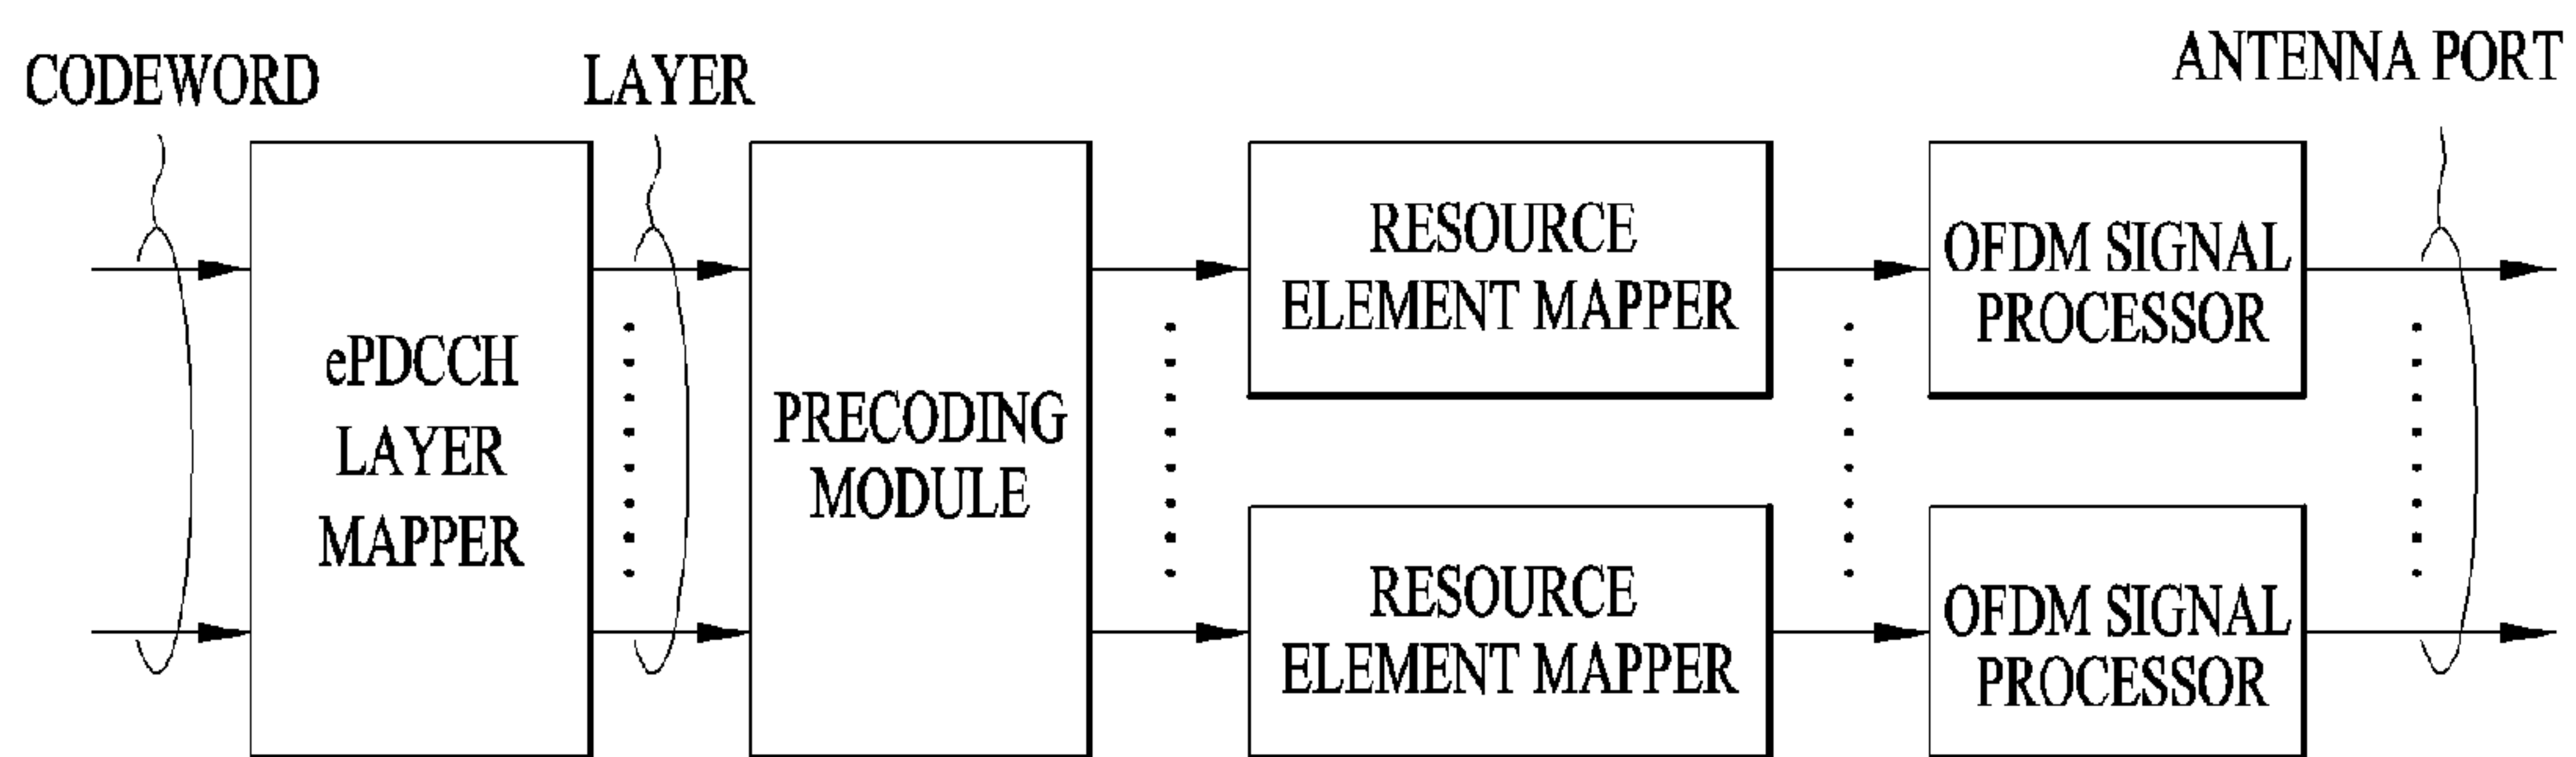 CODEWORD
LAYER
ANTENNA PORT
ePDCCH
LAYER
MAPPER
PRECODING
MODULE
RESOURCE
ELEMENT MAPPER
OFDM SIGNAL
PROCESSOR
RESOURCE
ELEMENT MAPPER
OFDM SIGNAL
PROCESSOR